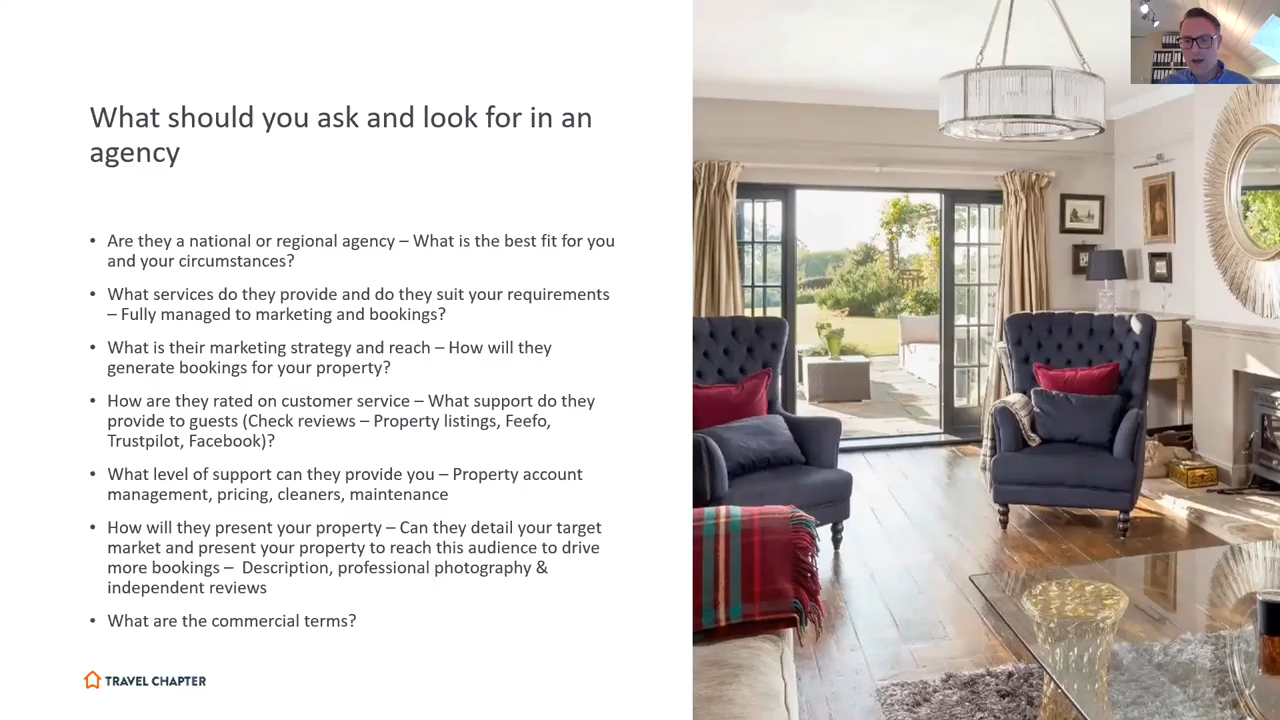 What should you ask and look for in an
agency
• Are they a national or regional agency – What is the best fit for you
and your circumstances?
• What services do they provide and do they suit your requirements
– Fully managed to marketing and bookings?
• What is their marketing strategy and reach – How will they
generate bookings for your property?
• How are they rated on customer service – What support do they
provide to guests (Check reviews – Property listings, Feefo,
Trustpilot, Facebook)?
• What level of support can they provide you – Property account
management, pricing, cleaners, maintenance
• How will they present your property – Can they detail your target
market and present your property to reach this audience to drive
more bookings –  Description, professional photography &
independent reviews
• What are the commercial terms?
TRAVEL CHAPTER